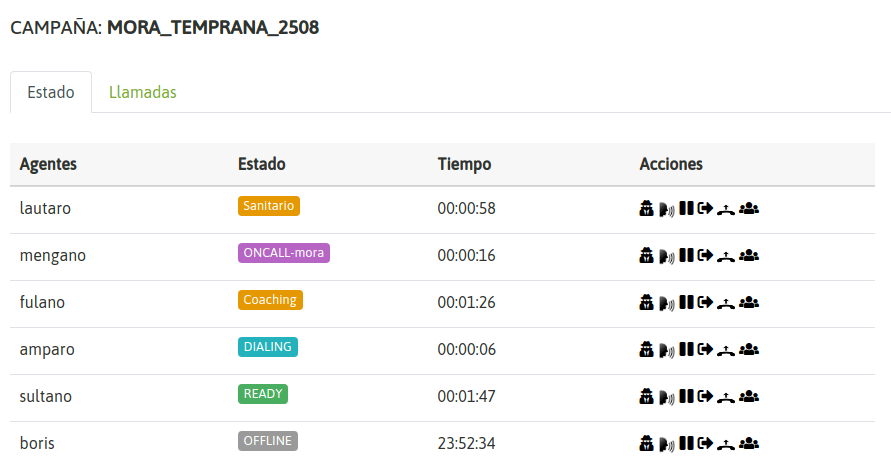 CAMPAÑA: MORA_TEMPRANA_2508
Estado Llamadas
Agentes Estado Tiempo Acciones
lautaro Sanitario 00:00:58
mengano ONCALL-mora 00:00:16
fulano Coaching 00:01:26
amparo DIALING 00:00:06
sultano READY 00:01:47
boris OFFLINE 23:52:34